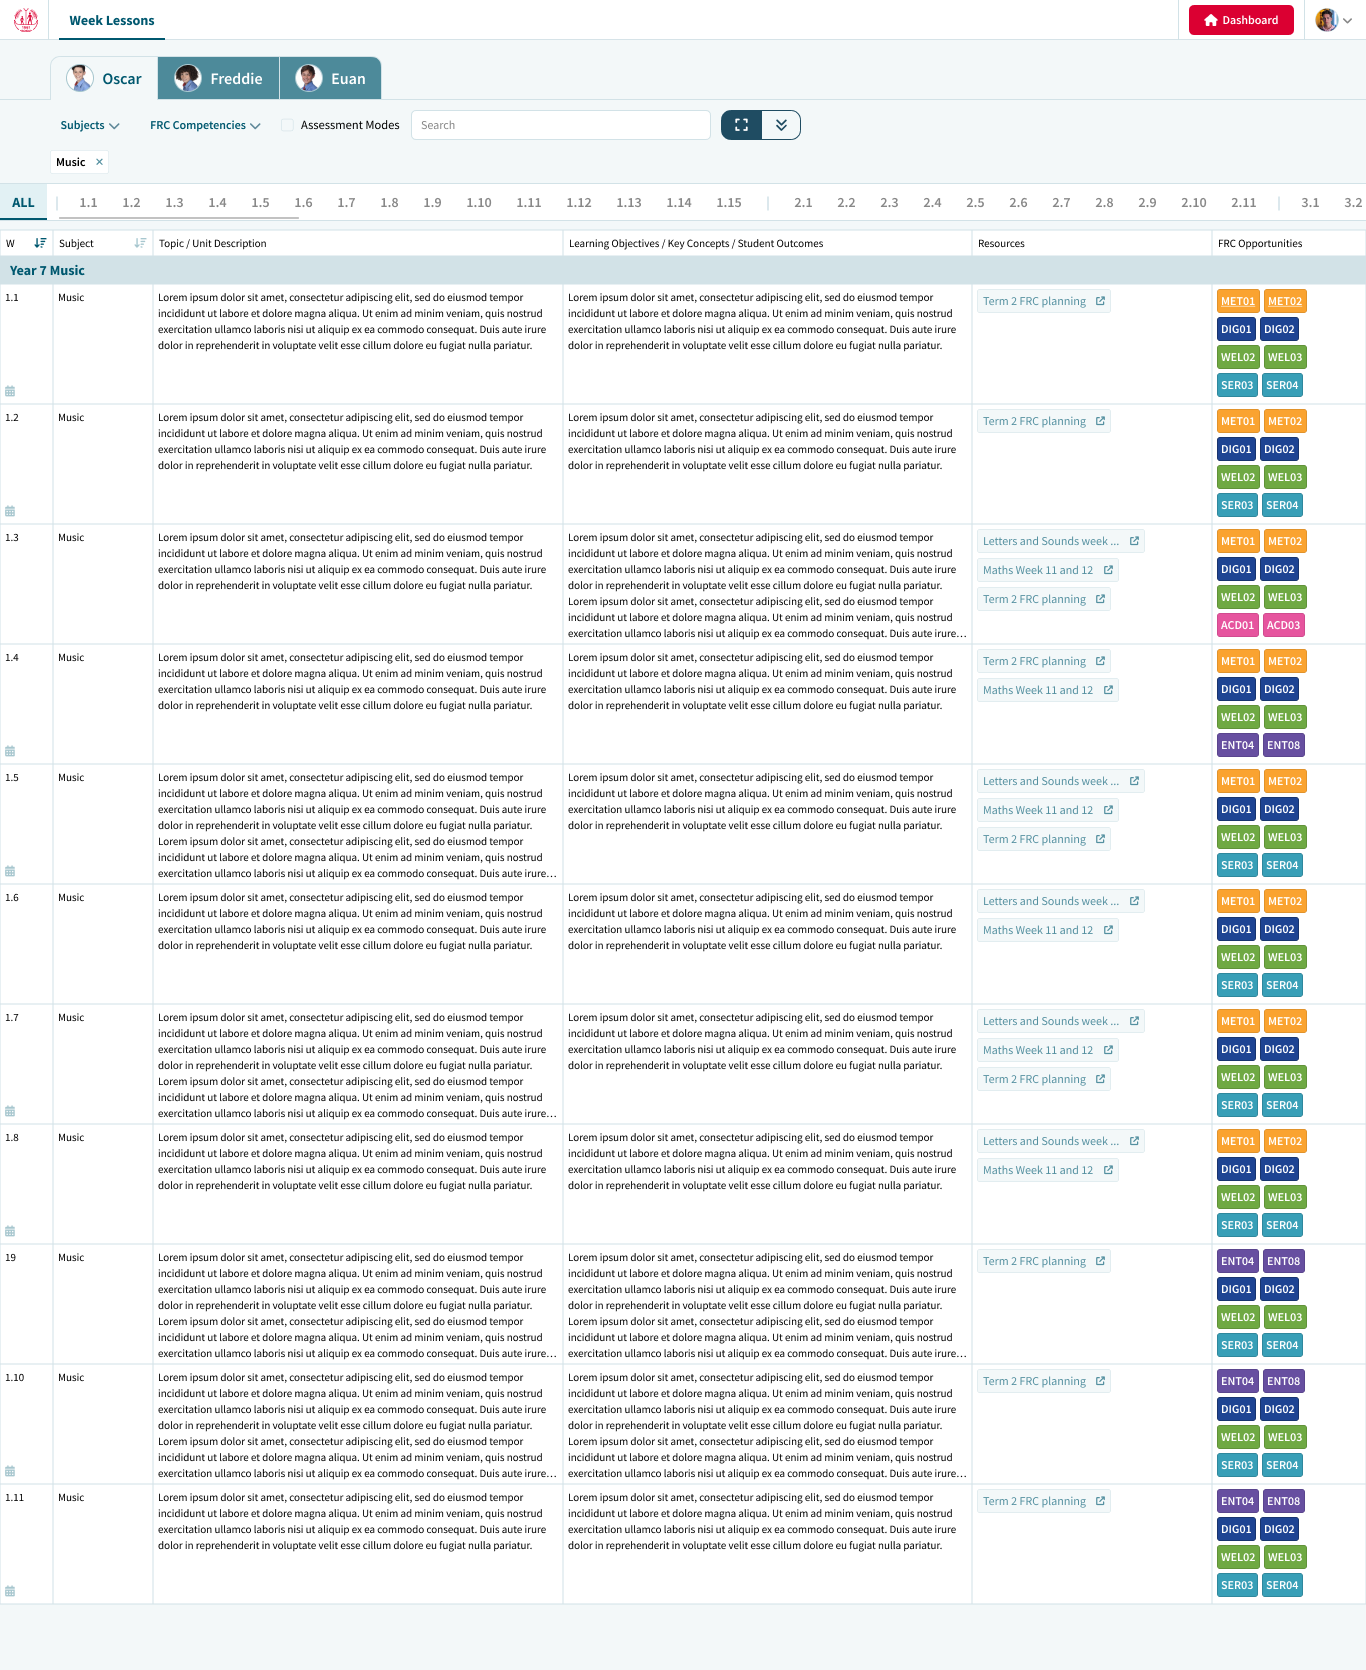 Week Lessons
Dashboard
Oscar
Freddie
Euan
Subjects
FRC Competencies
Assessment Modes
Search
Music ×
ALL | 1.1 1.2 1.3 1.4 1.5 1.6 1.7 1.8 1.9 1.10 1.11 1.12 1.13 1.14 1.15 | 2.1 2.2 2.3 2.4 2.5 2.6 2.7 2.8 2.9 2.10 2.11 | 3.1 3.2
W Subject Topic / Unit Description Learning Objectives / Key Concepts / Student Outcomes Resources FRC Opportunities
Year 7 Music
1.1
Music
Lorem ipsum dolor sit amet, consectetur adipiscing elit, sed do eiusmod tempor
incididunt ut labore et dolore magna aliqua. Ut enim ad minim veniam, quis nostrud
exercitation ullamco laboris nisi ut aliquip ex ea commodo consequat. Duis aute irure
dolor in reprehenderit in voluptate velit esse cillum dolore eu fugiat nulla pariatur.
Lorem ipsum dolor sit amet, consectetur adipiscing elit, sed do eiusmod tempor
incididunt ut labore et dolore magna aliqua. Ut enim ad minim veniam, quis nostrud
exercitation ullamco laboris nisi ut aliquip ex ea commodo consequat. Duis aute irure
dolor in reprehenderit in voluptate velit esse cillum dolore eu fugiat nulla pariatur.
Term 2 FRC planning
MET01 MET02
DIG01 DIG02
WEL02 WEL03
SER03 SER04
1.2
Music
Lorem ipsum dolor sit amet, consectetur adipiscing elit, sed do eiusmod tempor
incididunt ut labore et dolore magna aliqua. Ut enim ad minim veniam, quis nostrud
exercitation ullamco laboris nisi ut aliquip ex ea commodo consequat. Duis aute irure
dolor in reprehenderit in voluptate velit esse cillum dolore eu fugiat nulla pariatur.
Lorem ipsum dolor sit amet, consectetur adipiscing elit, sed do eiusmod tempor
incididunt ut labore et dolore magna aliqua. Ut enim ad minim veniam, quis nostrud
exercitation ullamco laboris nisi ut aliquip ex ea commodo consequat. Duis aute irure
dolor in reprehenderit in voluptate velit esse cillum dolore eu fugiat nulla pariatur.
Term 2 FRC planning
MET01 MET02
DIG01 DIG02
WEL02 WEL03
SER03 SER04
1.3
Music
Lorem ipsum dolor sit amet, consectetur adipiscing elit, sed do eiusmod tempor
incididunt ut labore et dolore magna aliqua. Ut enim ad minim veniam, quis nostrud
exercitation ullamco laboris nisi ut aliquip ex ea commodo consequat. Duis aute irure
dolor in reprehenderit in voluptate velit esse cillum dolore eu fugiat nulla pariatur.
Lorem ipsum dolor sit amet, consectetur adipiscing elit, sed do eiusmod tempor
incididunt ut labore et dolore magna aliqua. Ut enim ad minim veniam, quis nostrud
exercitation ullamco laboris nisi ut aliquip ex ea commodo consequat. Duis aute irure
dolor in reprehenderit in voluptate velit esse cillum dolore eu fugiat nulla pariatur.
Lorem ipsum dolor sit amet, consectetur adipiscing elit, sed do eiusmod tempor
incididunt ut labore et dolore magna aliqua. Ut enim ad minim veniam, quis nostrud
exercitation ullamco laboris nisi ut aliquip ex ea commodo consequat. Duis aute irure...
Letters and Sounds week ...
Maths Week 11 and 12
Term 2 FRC planning
MET01 MET02
DIG01 DIG02
WEL02 WEL03
ACD01 ACD03
1.4
Music
Lorem ipsum dolor sit amet, consectetur adipiscing elit, sed do eiusmod tempor
incididunt ut labore et dolore magna aliqua. Ut enim ad minim veniam, quis nostrud
exercitation ullamco laboris nisi ut aliquip ex ea commodo consequat. Duis aute irure
dolor in reprehenderit in voluptate velit esse cillum dolore eu fugiat nulla pariatur.
Lorem ipsum dolor sit amet, consectetur adipiscing elit, sed do eiusmod tempor
incididunt ut labore et dolore magna aliqua. Ut enim ad minim veniam, quis nostrud
exercitation ullamco laboris nisi ut aliquip ex ea commodo consequat. Duis aute irure
dolor in reprehenderit in voluptate velit esse cillum dolore eu fugiat nulla pariatur.
Term 2 FRC planning
Maths Week 11 and 12
MET01 MET02
DIG01 DIG02
WEL02 WEL03
ENT04 ENT08
1.5
Music
Lorem ipsum dolor sit amet, consectetur adipiscing elit, sed do eiusmod tempor
incididunt ut labore et dolore magna aliqua. Ut enim ad minim veniam, quis nostrud
exercitation ullamco laboris nisi ut aliquip ex ea commodo consequat. Duis aute irure
dolor in reprehenderit in voluptate velit esse cillum dolore eu fugiat nulla pariatur.
Lorem ipsum dolor sit amet, consectetur adipiscing elit, sed do eiusmod tempor
incididunt ut labore et dolore magna aliqua. Ut enim ad minim veniam, quis nostrud
exercitation ullamco laboris nisi ut aliquip ex ea commodo consequat. Duis aute irure...
Lorem ipsum dolor sit amet, consectetur adipiscing elit, sed do eiusmod tempor
incididunt ut labore et dolore magna aliqua. Ut enim ad minim veniam, quis nostrud
exercitation ullamco laboris nisi ut aliquip ex ea commodo consequat. Duis aute irure
dolor in reprehenderit in voluptate velit esse cillum dolore eu fugiat nulla pariatur.
Letters and Sounds week ...
Maths Week 11 and 12
Term 2 FRC planning
MET01 MET02
DIG01 DIG02
WEL02 WEL03
SER03 SER04
1.6
Music
Lorem ipsum dolor sit amet, consectetur adipiscing elit, sed do eiusmod tempor
incididunt ut labore et dolore magna aliqua. Ut enim ad minim veniam, quis nostrud
exercitation ullamco laboris nisi ut aliquip ex ea commodo consequat. Duis aute irure
dolor in reprehenderit in voluptate velit esse cillum dolore eu fugiat nulla pariatur.
Lorem ipsum dolor sit amet, consectetur adipiscing elit, sed do eiusmod tempor
incididunt ut labore et dolore magna aliqua. Ut enim ad minim veniam, quis nostrud
exercitation ullamco laboris nisi ut aliquip ex ea commodo consequat. Duis aute irure
dolor in reprehenderit in voluptate velit esse cillum dolore eu fugiat nulla pariatur.
Letters and Sounds week ...
Maths Week 11 and 12
MET01 MET02
DIG01 DIG02
WEL02 WEL03
SER03 SER04
1.7
Music
Lorem ipsum dolor sit amet, consectetur adipiscing elit, sed do eiusmod tempor
incididunt ut labore et dolore magna aliqua. Ut enim ad minim veniam, quis nostrud
exercitation ullamco laboris nisi ut aliquip ex ea commodo consequat. Duis aute irure
dolor in reprehenderit in voluptate velit esse cillum dolore eu fugiat nulla pariatur.
Lorem ipsum dolor sit amet, consectetur adipiscing elit, sed do eiusmod tempor
incididunt ut labore et dolore magna aliqua. Ut enim ad minim veniam, quis nostrud
exercitation ullamco laboris nisi ut aliquip ex ea commodo consequat. Duis aute irure...
Lorem ipsum dolor sit amet, consectetur adipiscing elit, sed do eiusmod tempor
incididunt ut labore et dolore magna aliqua. Ut enim ad minim veniam, quis nostrud
exercitation ullamco laboris nisi ut aliquip ex ea commodo consequat. Duis aute irure
dolor in reprehenderit in voluptate velit esse cillum dolore eu fugiat nulla pariatur.
Letters and Sounds week ...
Maths Week 11 and 12
Term 2 FRC planning
MET01 MET02
DIG01 DIG02
WEL02 WEL03
SER03 SER04
1.8
Music
Lorem ipsum dolor sit amet, consectetur adipiscing elit, sed do eiusmod tempor
incididunt ut labore et dolore magna aliqua. Ut enim ad minim veniam, quis nostrud
exercitation ullamco laboris nisi ut aliquip ex ea commodo consequat. Duis aute irure
dolor in reprehenderit in voluptate velit esse cillum dolore eu fugiat nulla pariatur.
Lorem ipsum dolor sit amet, consectetur adipiscing elit, sed do eiusmod tempor
incididunt ut labore et dolore magna aliqua. Ut enim ad minim veniam, quis nostrud
exercitation ullamco laboris nisi ut aliquip ex ea commodo consequat. Duis aute irure
dolor in reprehenderit in voluptate velit esse cillum dolore eu fugiat nulla pariatur.
Letters and Sounds week ...
Maths Week 11 and 12
MET01 MET02
DIG01 DIG02
WEL02 WEL03
SER03 SER04
19
Music
Lorem ipsum dolor sit amet, consectetur adipiscing elit, sed do eiusmod tempor
incididunt ut labore et dolore magna aliqua. Ut enim ad minim veniam, quis nostrud
exercitation ullamco laboris nisi ut aliquip ex ea commodo consequat. Duis aute irure
dolor in reprehenderit in voluptate velit esse cillum dolore eu fugiat nulla pariatur.
Lorem ipsum dolor sit amet, consectetur adipiscing elit, sed do eiusmod tempor
incididunt ut labore et dolore magna aliqua. Ut enim ad minim veniam, quis nostrud
exercitation ullamco laboris nisi ut aliquip ex ea commodo consequat. Duis aute irure...
Lorem ipsum dolor sit amet, consectetur adipiscing elit, sed do eiusmod tempor
incididunt ut labore et dolore magna aliqua. Ut enim ad minim veniam, quis nostrud
exercitation ullamco laboris nisi ut aliquip ex ea commodo consequat. Duis aute irure
dolor in reprehenderit in voluptate velit esse cillum dolore eu fugiat nulla pariatur.
Lorem ipsum dolor sit amet, consectetur adipiscing elit, sed do eiusmod tempor
incididunt ut labore et dolore magna aliqua. Ut enim ad minim veniam, quis nostrud
exercitation ullamco laboris nisi ut aliquip ex ea commodo consequat. Duis aute irure...
Term 2 FRC planning
ENT04 ENT08
DIG01 DIG02
WEL02 WEL03
SER03 SER04
1.10
Music
Lorem ipsum dolor sit amet, consectetur adipiscing elit, sed do eiusmod tempor
incididunt ut labore et dolore magna aliqua. Ut enim ad minim veniam, quis nostrud
exercitation ullamco laboris nisi ut aliquip ex ea commodo consequat. Duis aute irure
dolor in reprehenderit in voluptate velit esse cillum dolore eu fugiat nulla pariatur.
Lorem ipsum dolor sit amet, consectetur adipiscing elit, sed do eiusmod tempor
incididunt ut labore et dolore magna aliqua. Ut enim ad minim veniam, quis nostrud
exercitation ullamco laboris nisi ut aliquip ex ea commodo consequat. Duis aute irure...
Lorem ipsum dolor sit amet, consectetur adipiscing elit, sed do eiusmod tempor
incididunt ut labore et dolore magna aliqua. Ut enim ad minim veniam, quis nostrud
exercitation ullamco laboris nisi ut aliquip ex ea commodo consequat. Duis aute irure
dolor in reprehenderit in voluptate velit esse cillum dolore eu fugiat nulla pariatur.
Lorem ipsum dolor sit amet, consectetur adipiscing elit, sed do eiusmod tempor
incididunt ut labore et dolore magna aliqua. Ut enim ad minim veniam, quis nostrud
exercitation ullamco laboris nisi ut aliquip ex ea commodo consequat. Duis aute irure...
Term 2 FRC planning
ENT04 ENT08
DIG01 DIG02
WEL02 WEL03
SER03 SER04
1.11
Music
Lorem ipsum dolor sit amet, consectetur adipiscing elit, sed do eiusmod tempor
incididunt ut labore et dolore magna aliqua. Ut enim ad minim veniam, quis nostrud
exercitation ullamco laboris nisi ut aliquip ex ea commodo consequat. Duis aute irure
dolor in reprehenderit in voluptate velit esse cillum dolore eu fugiat nulla pariatur.
Lorem ipsum dolor sit amet, consectetur adipiscing elit, sed do eiusmod tempor
incididunt ut labore et dolore magna aliqua. Ut enim ad minim veniam, quis nostrud
exercitation ullamco laboris nisi ut aliquip ex ea commodo consequat. Duis aute irure
dolor in reprehenderit in voluptate velit esse cillum dolore eu fugiat nulla pariatur.
Term 2 FRC planning
ENT04 ENT08
DIG01 DIG02
WEL02 WEL03
SER03 SER04